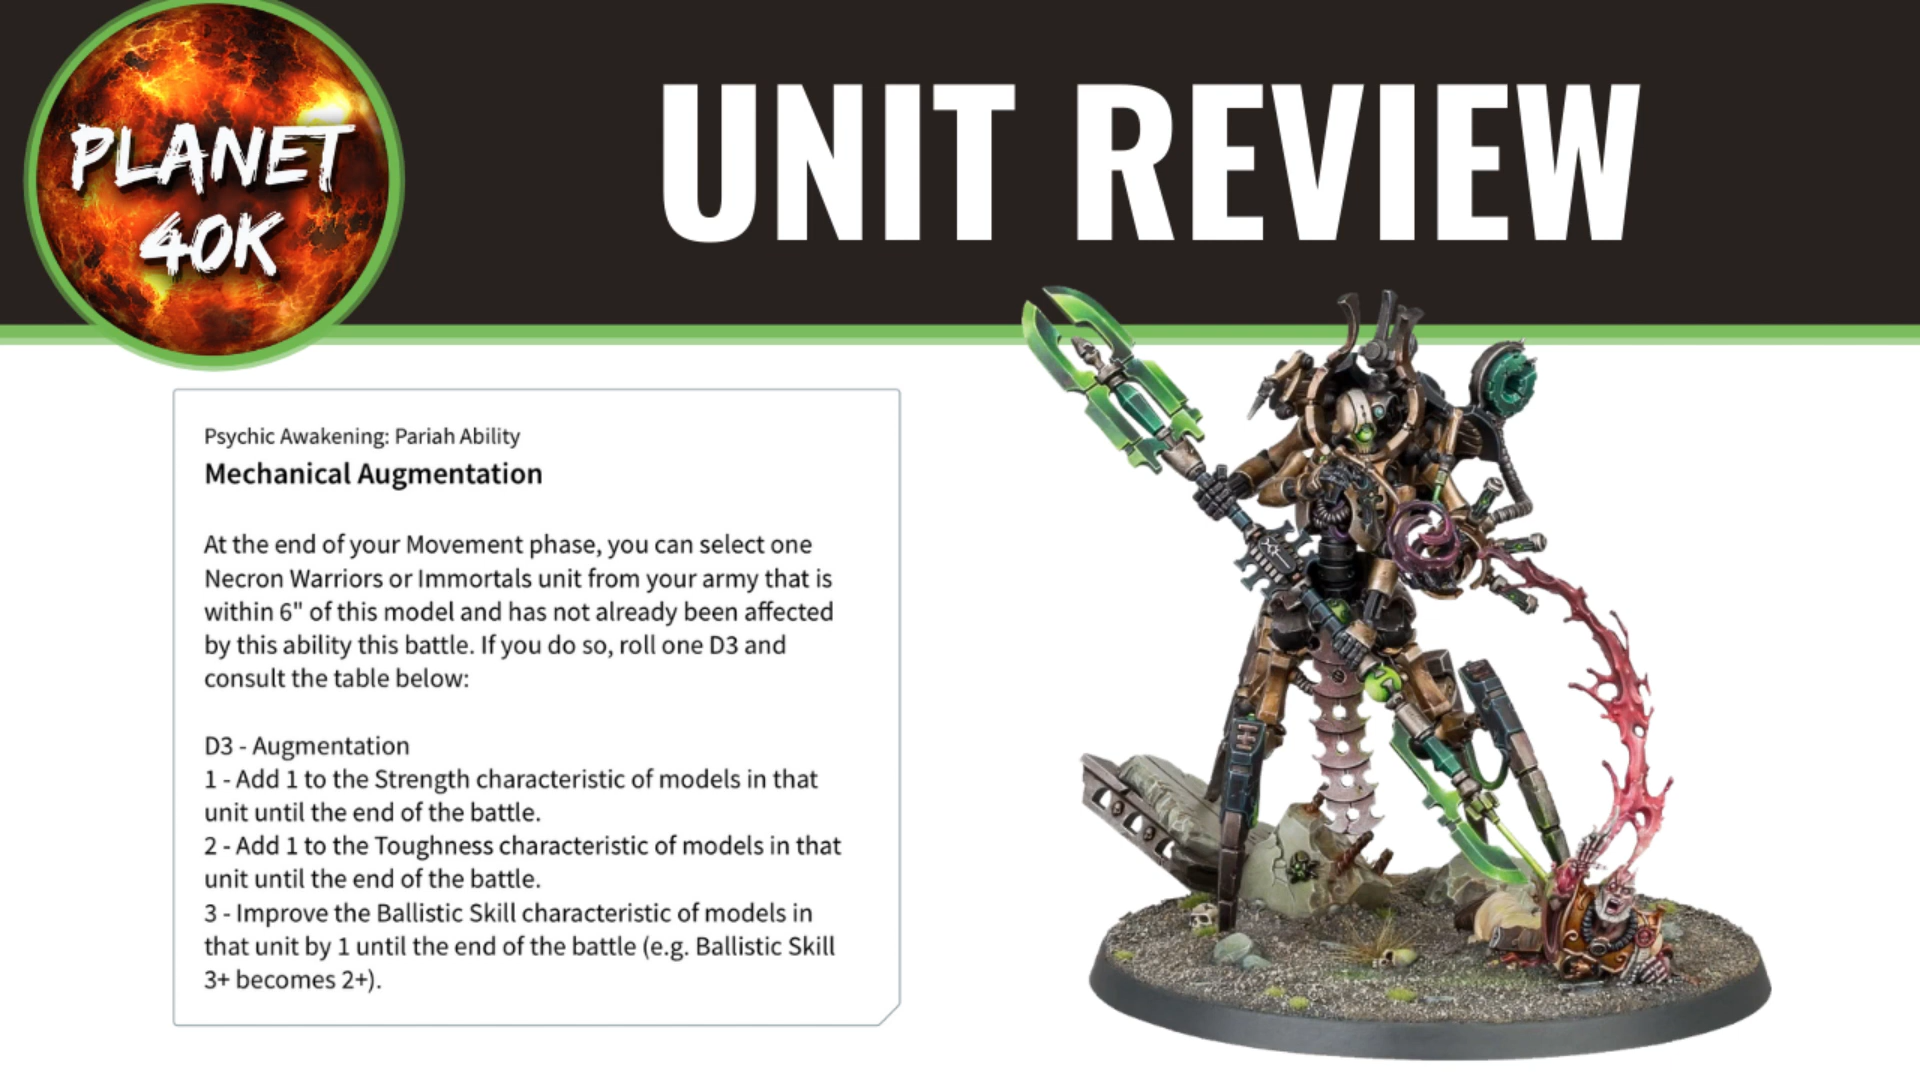 PLANET
40K
UNIT REVIEW
Psychic Awakening: Pariah Ability
Mechanical Augmentation
At the end of your Movement phase, you can select one
Necron Warriors or Immortals unit from your army that is
within 6" of this model and has not already been affected
by this ability this battle. If you do so, roll one D3 and
consult the table below:
D3 - Augmentation
1 - Add 1 to the Strength characteristic of models in that
unit until the end of the battle.
2 - Add 1 to the Toughness characteristic of models in that
unit until the end of the battle.
3 - Improve the Ballistic Skill characteristic of models in
that unit by 1 until the end of the battle (e.g. Ballistic Skill
3+ becomes 2+).